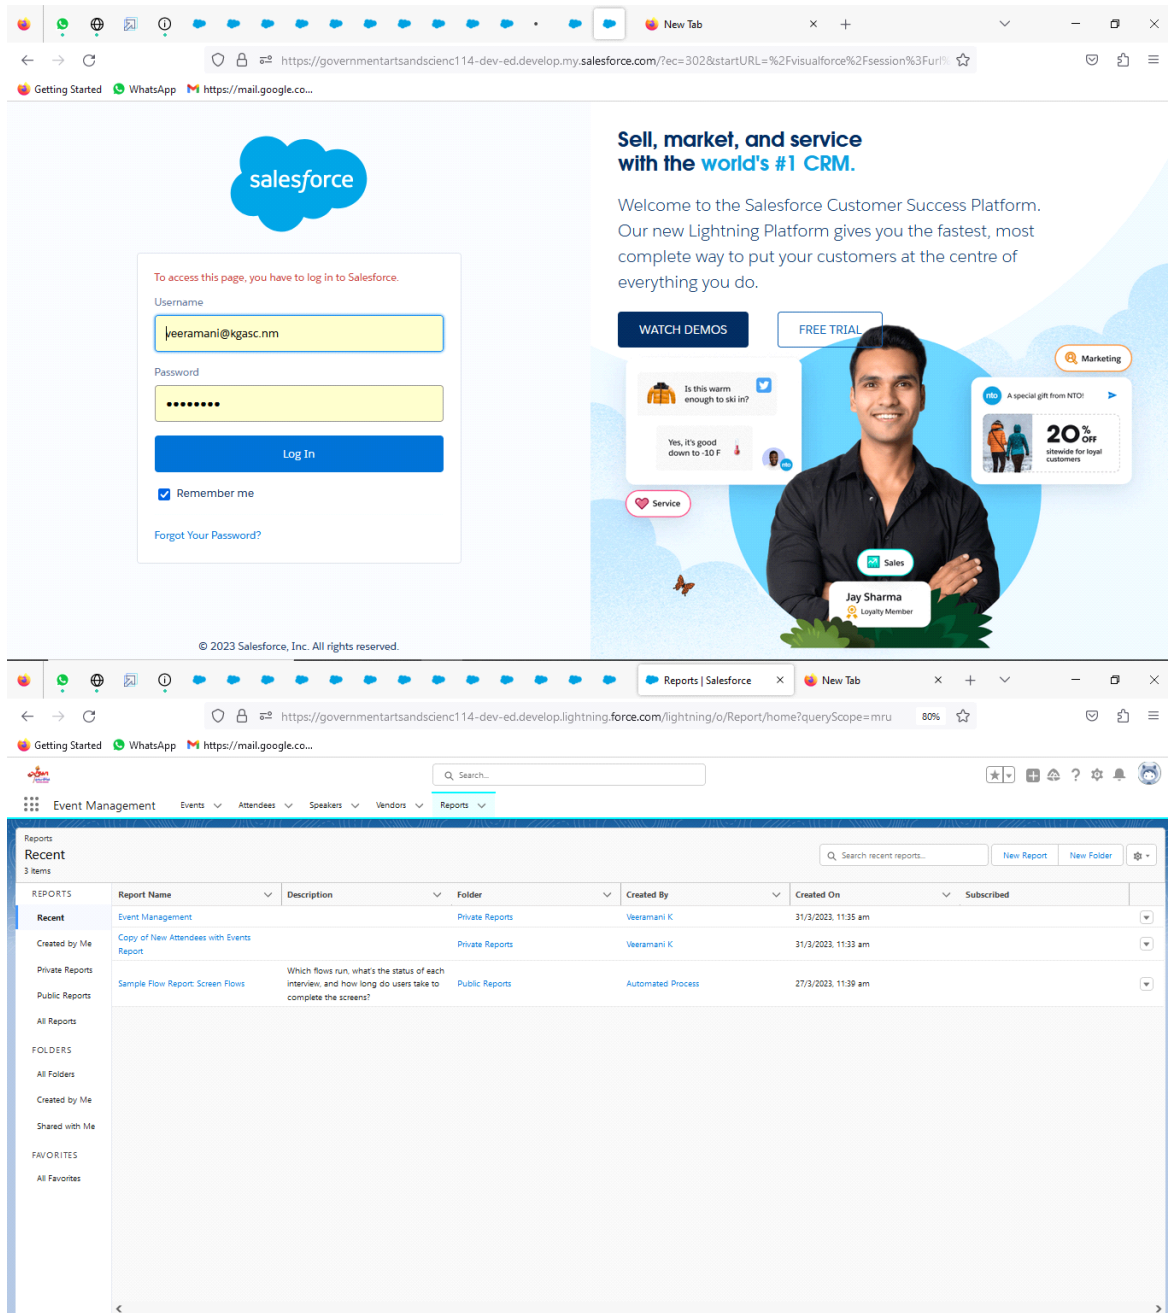 New Tab
https://governmentartsandscienc114-dev-ed.develop.my.salesforce.com/?ec=302&startURL=%2Fvisualforce%2Fsession%3Furl%
Getting Started WhatsApp https://mail.google.co...
salesforce
To access this page, you have to log in to Salesforce.
Username
veeramani@kgasc.nm
Password
Log In
Remember me
Forgot Your Password?
© 2023 Salesforce, Inc. All rights reserved.
Sell, market, and service
with the world's #1 CRM.
Welcome to the Salesforce Customer Success Platform.
Our new Lightning Platform gives you the fastest, most
complete way to put your customers at the centre of
everything you do.
WATCH DEMOS FREE TRIAL
Marketing
Is this warm
enough to ski in?
Yes, it's good
down to -10 F
nto
Service
nto A special gift from NTO!
20% OFF
sitewide for loyal
customers
Sales
Jay Sharma
Loyalty Member
Reports | Salesforce New Tab
https://governmentartsandscienc114-dev-ed.develop.lightning.force.com/lightning/o/Report/home?queryScope=mru 80%
Getting Started WhatsApp https://mail.google.co...
Search...
Event Management Events Attendees Speakers Vendors Reports
Reports
Recent
3 items
Search recent reports... New Report New Folder
REPORTS
Recent
Created by Me
Private Reports
Public Reports
All Reports
FOLDERS
All Folders
Created by Me
Shared with Me
FAVORITES
All Favorites
Report Name Description Folder Created By Created On Subscribed
Event Management Private Reports Veeramani K 31/3/2023, 11:35 am
Copy of New Attendees with Events
Report Private Reports Veeramani K 31/3/2023, 11:33 am
Sample Flow Report: Screen Flows
Which flows run, what's the status of each
interview, and how long do users take to
complete the screens?
Public Reports Automated Process 27/3/2023, 11:39 am